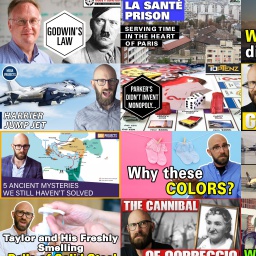 GODWIN'S
LAW
LA SANTÉ
PRISON
SERVING TIME
IN THE HEART
OF PARIS
HARRIER
JUMP JET
PARKER'S
DIDN'T INVENT
MONOPOLY...
TOPTENZ
5 ANCIENT MYSTERIES
WE STILL HAVEN'T SOLVED
Why these
COLORS?
Taylor and His Freshly
Smelling
THE CANNIBAL
OF CORREGGIO